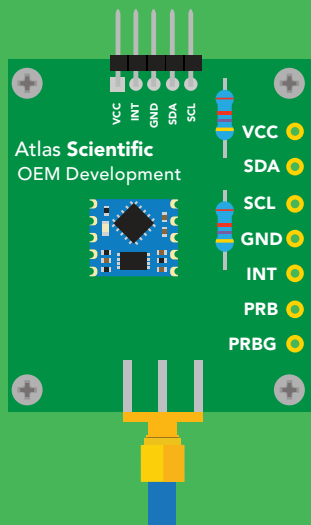 VCC
INT
GND
SDA
SCL
Atlas Scientific
OEM Development
VCC
SDA
SCL
GND
INT
PRB
PRBG